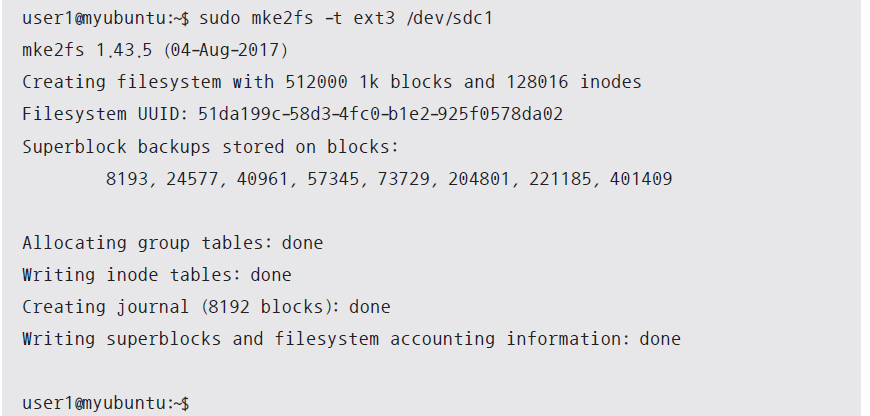 user1@myubuntu:~$ sudo mke2fs -t ext3 /dev/sdc1
mke2fs 1.43.5 (04-Aug-2017)
Creating filesystem with 512000 1k blocks and 128016 inodes
Filesystem UUID: 51da199c-58d3-4fc0-b1e2-925f0578da02
Superblock backups stored on blocks:
8193, 24577, 40961, 57345, 73729, 204801, 221185, 401409
Allocating group tables: done
Writing inode tables: done
Creating journal (8192 blocks): done
Writing superblocks and filesystem accounting information: done
user1@myubuntu:~$